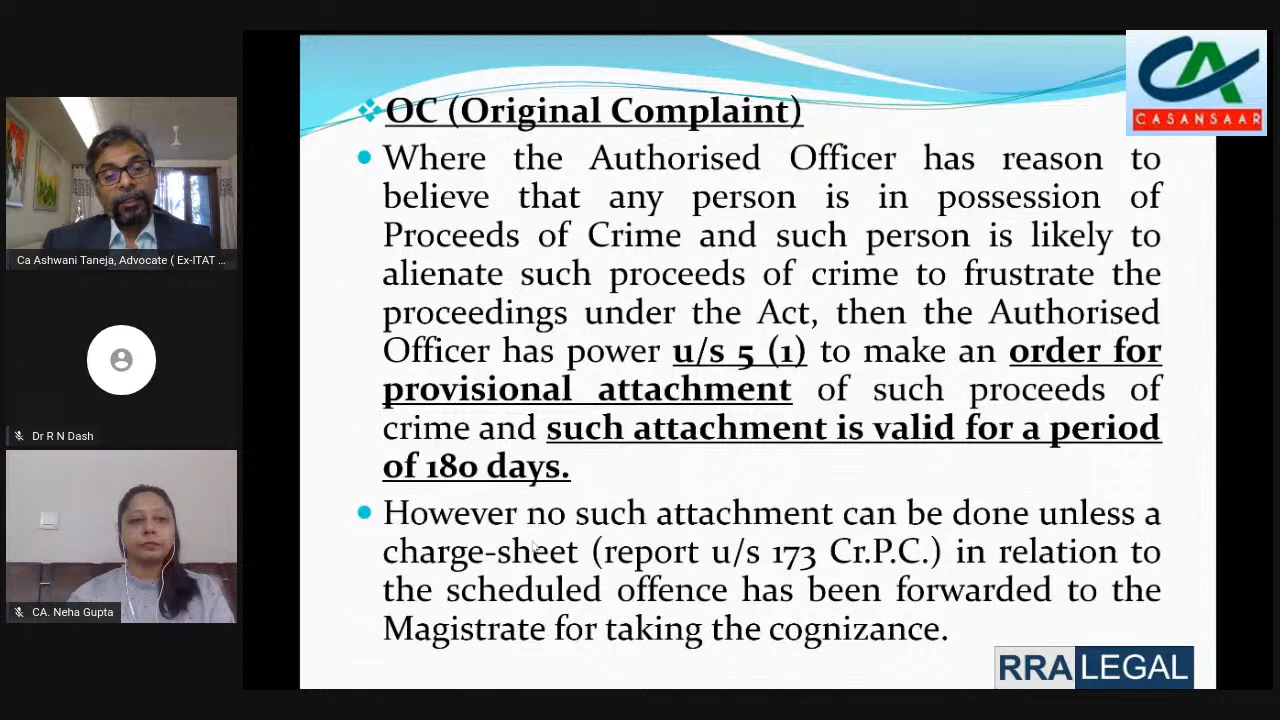 CASANSAAR
OC (Original Complaint)
Where the Authorised Officer has reason to
believe that any person is in possession of
Proceeds of Crime and such person is likely to
alienate such proceeds of crime to frustrate the
proceedings under the Act, then the Authorised
Officer has power u/s 5 (1) to make an order for
provisional attachment of such proceeds of
crime and such attachment is valid for a period
of 180 days.
However no such attachment can be done unless a
charge-sheet (report u/s 173 Cr.P.C.) in relation to
the scheduled offence has been forwarded to the
Magistrate for taking the cognizance.
RRA LEGAL
Ca Ashwani Taneja, Advocate ( Ex-ITAT ...
Dr R N Dash
CA. Neha Gupta